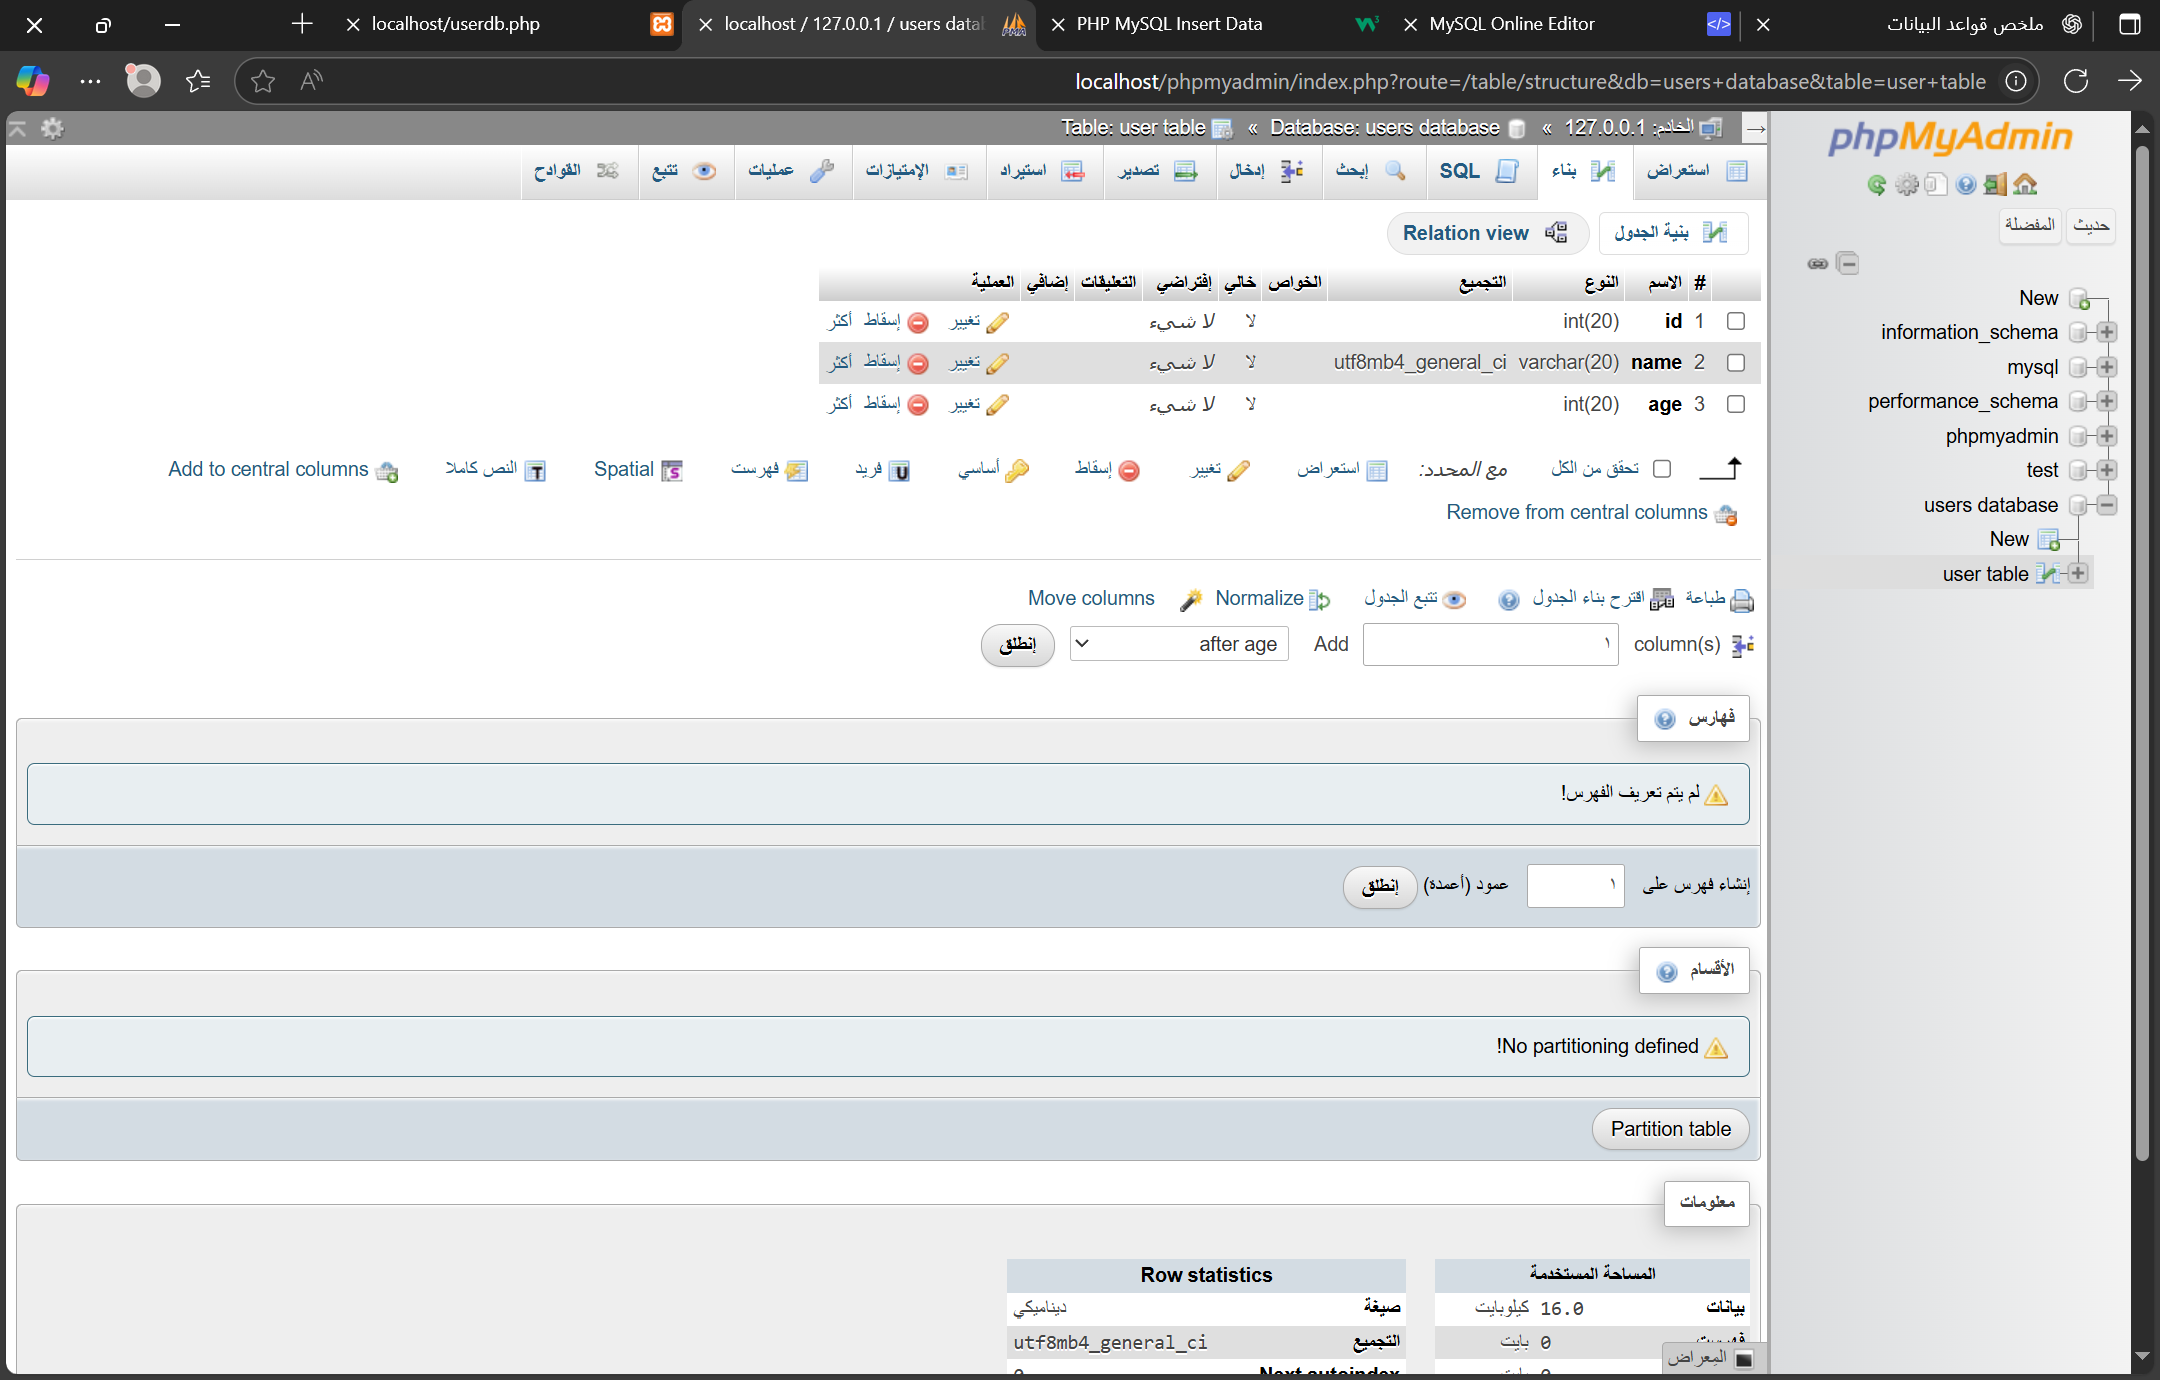 ملخص قواعد البيانات
MySQL Online Editor
PHP MySQL Insert Data
localhost / 127.0.0.1 / users datab
localhost/userdb.php
localhost/phpmyadmin/index.php?route=/table/structure&db=users+database&table=user+table
phpMyAdmin
حديث المفضلة
New
information_schema
mysql
performance_schema
phpmyadmin
test
users database
New
user table
الخادم: 127.0.0.1 » Database: users database » Table: user table
استعراض بناء SQL إبحث إدخال تصدير استيراد الإمتيازات عمليات تتبع القوادح
بنية الجدول Relation view
# الاسم النوع التجميع الخواص خالي إفتراضي التعليقات إضافي العملية
1 id int(20) لا لا شيء تغيير إسقاط أكثر
2 name varchar(20) utf8mb4_general_ci لا لا شيء تغيير إسقاط أكثر
3 age int(20) لا لا شيء تغيير إسقاط أكثر
تحقق من الكل مع المحدد: استعراض تغيير إسقاط أساسي فريد فهرست Spatial النص كاملا Add to central columns
Remove from central columns
طباعة اقترح بناء الجدول تتبع الجدول Normalize Move columns
column(s) ١ Add after age إنطلق
فهارس
لم يتم تعريف الفهرس!
إنشاء فهرس على ١ عمود (أعمدة) إنطلق
الأقسام
No partitioning defined!
Partition table
معلومات
المساحة المستخدمة
بيانات 16.0 كيلوبايت
فهرست 0 بايت
Row statistics
صيغة ديناميكي
التجميع utf8mb4_general_ci
Next autoindex
المعراض